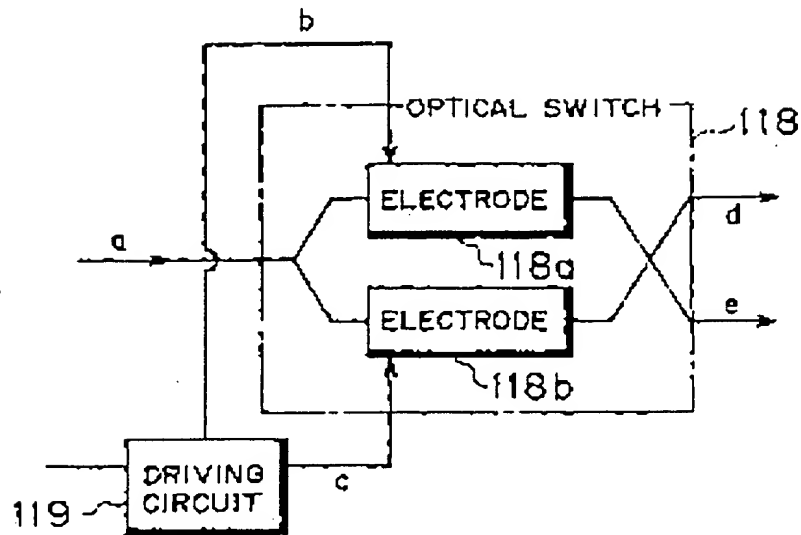 b
OPTICAL SWITCH
118
ELECTRODE
a
d
118a
ELECTRODE
e
118b
DRIVING
CIRCUIT
c
119